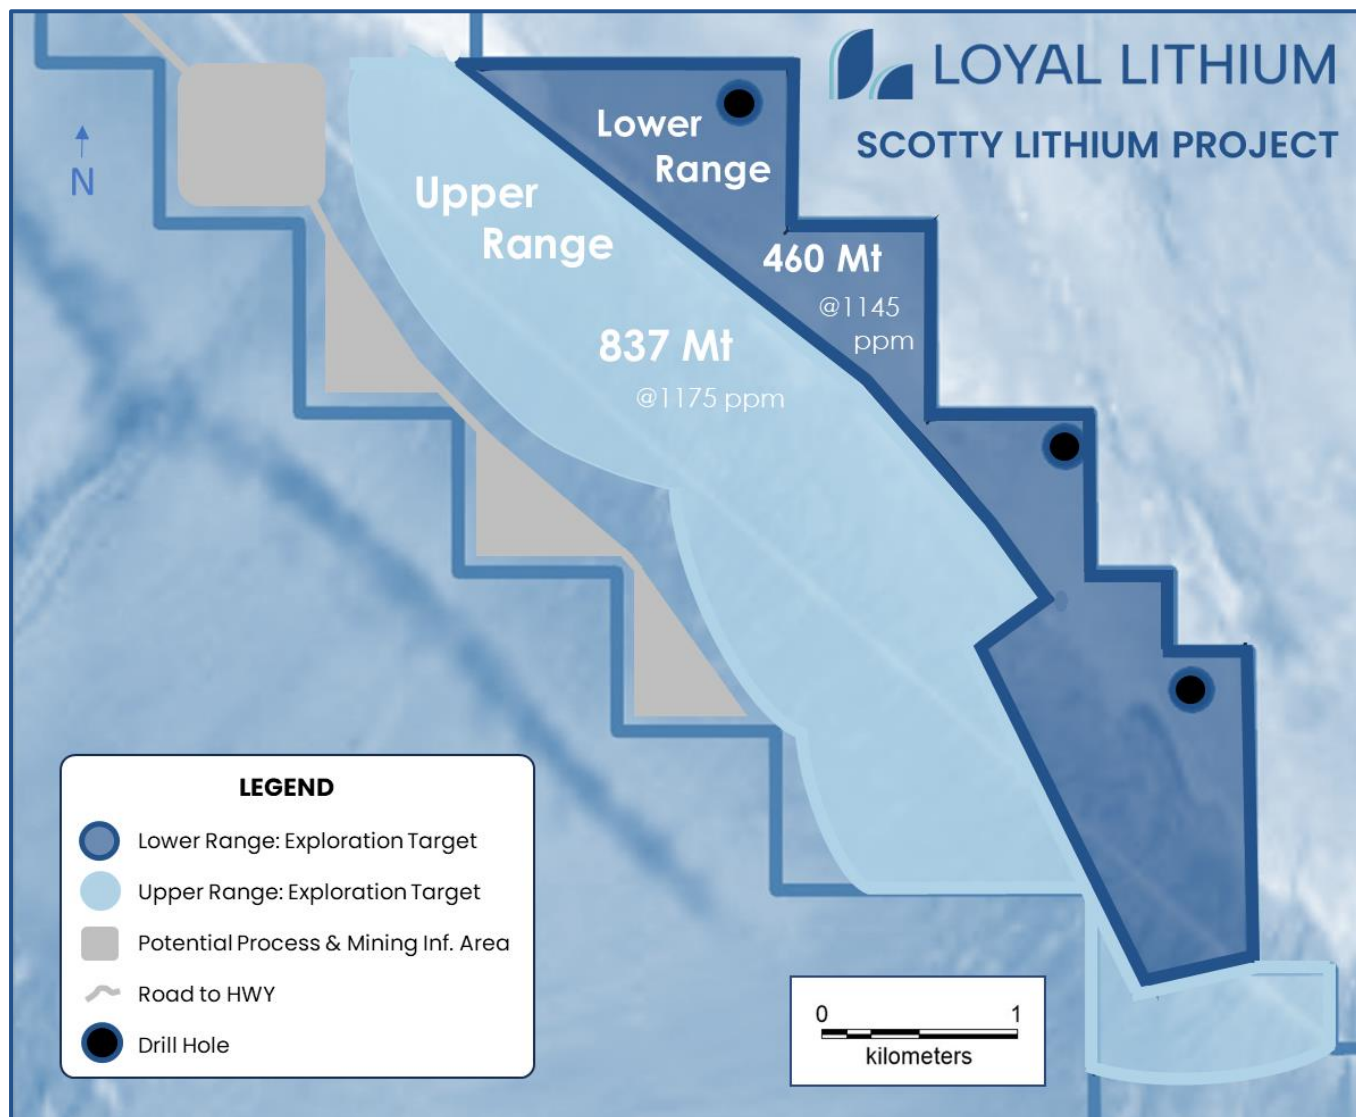 LOYAL LITHIUM
SCOTTY LITHIUM PROJECT
N
Lower
Range
Upper
Range
460 Mt
@1145
ppm
837 Mt
@1175 ppm
LEGEND
Lower Range: Exploration Target
Upper Range: Exploration Target
Potential Process & Mining Inf. Area
Road to HWY
Drill Hole
0 1
kilometers